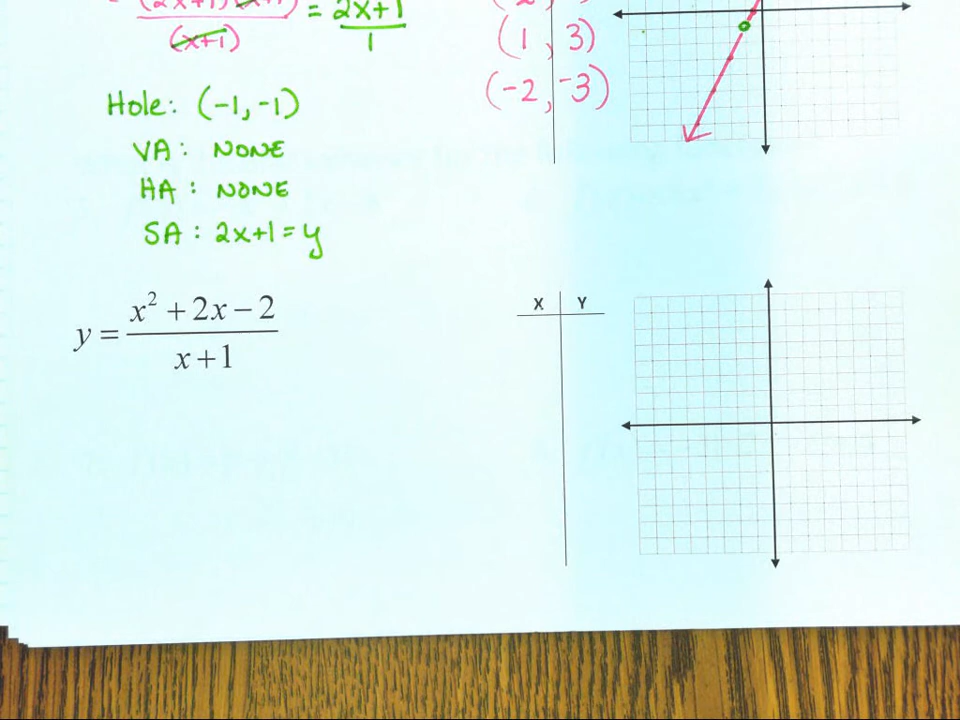 (2x+1)(x+1) = 2x+1
(x+1) 1
(1, 3)
(-2, -3)
Hole: (-1, -1)
VA: NONE
HA: NONE
SA: 2x+1=y
y = x² + 2x − 2
x + 1
X Y